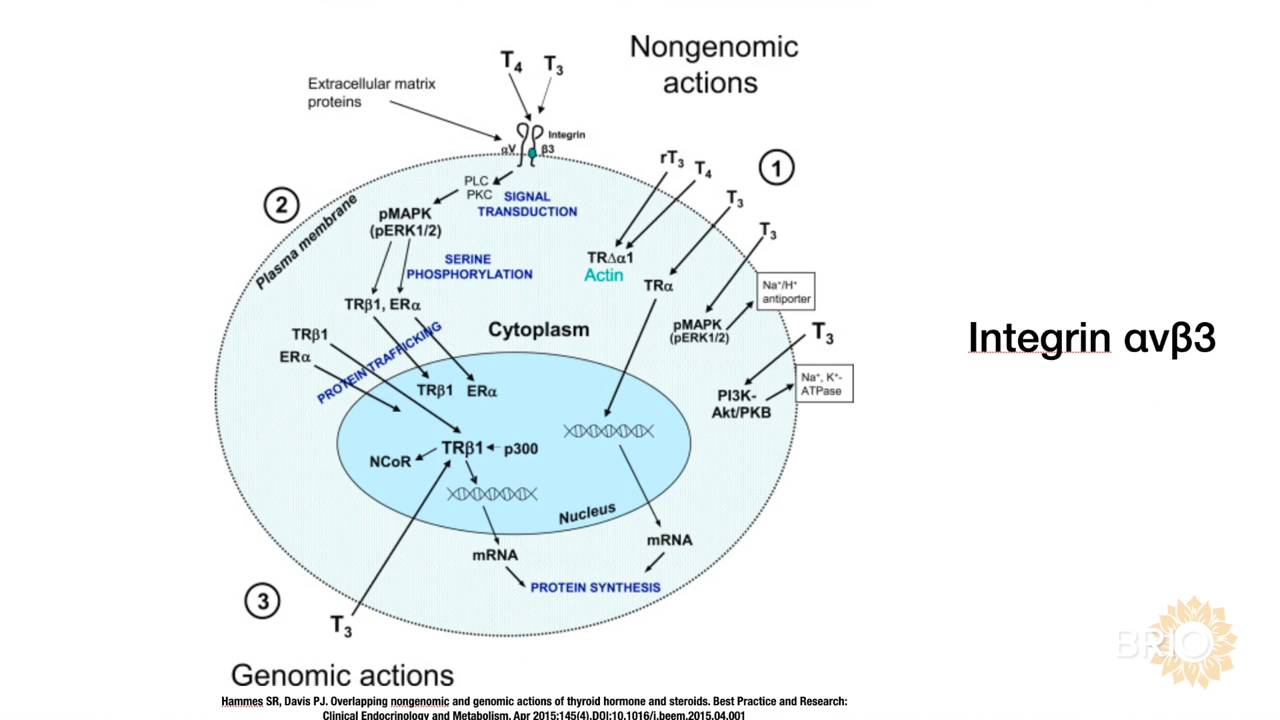 Nongenomic
actions
T4
T3
Extracellular matrix
proteins
Integrin
αV
β3
1
rT3
T4
T3
T3
2
Plasma membrane
PLC
PKC
SIGNAL
TRANSDUCTION
pMAPK
(pERK1/2)
SERINE
PHOSPHORYLATION
TRΔα1
Actin
TRα
Na⁺/H⁺
antiporter
TRβ1, ERα
Cytoplasm
pMAPK
(pERK1/2)
T3
Integrin αvβ3
TRβ1
ERα
PROTEIN TRAFFICKING
TRβ1
ERα
PI3K-
Akt/PKB
Na⁺, K⁺-
ATPase
TRβ1
p300
NCoR
Nucleus
mRNA
mRNA
PROTEIN SYNTHESIS
3
T3
Genomic actions
BRIO
Hammes SR, Davis PJ. Overlapping nongenomic and genomic actions of thyroid hormone and steroids. Best Practice and Research:
Clinical Endocrinology and Metabolism. Apr 2015;145(4).DOI:10.1016/j.beem.2015.04.001